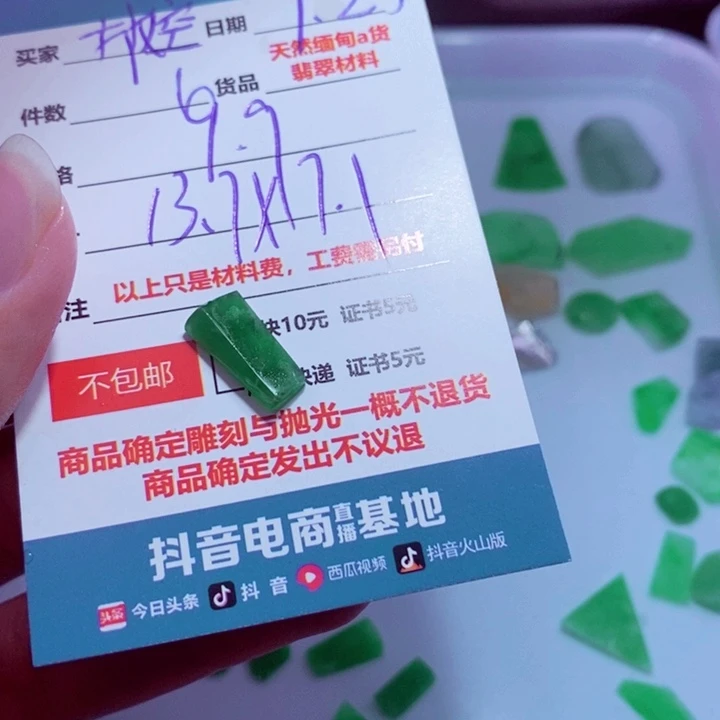 买家 日期
天然缅甸a货
件数 6 货品 翡翠材料
格 9.9
13.7X7.1
以上只是材料费，工费需另付
注 快10元 证书5元
不包邮 快递 证书5元
商品确定雕刻与抛光一概不退货
商品确定发出不议退
抖音电商直播基地
头条 今日头条 抖音 西瓜视频 抖音火山版